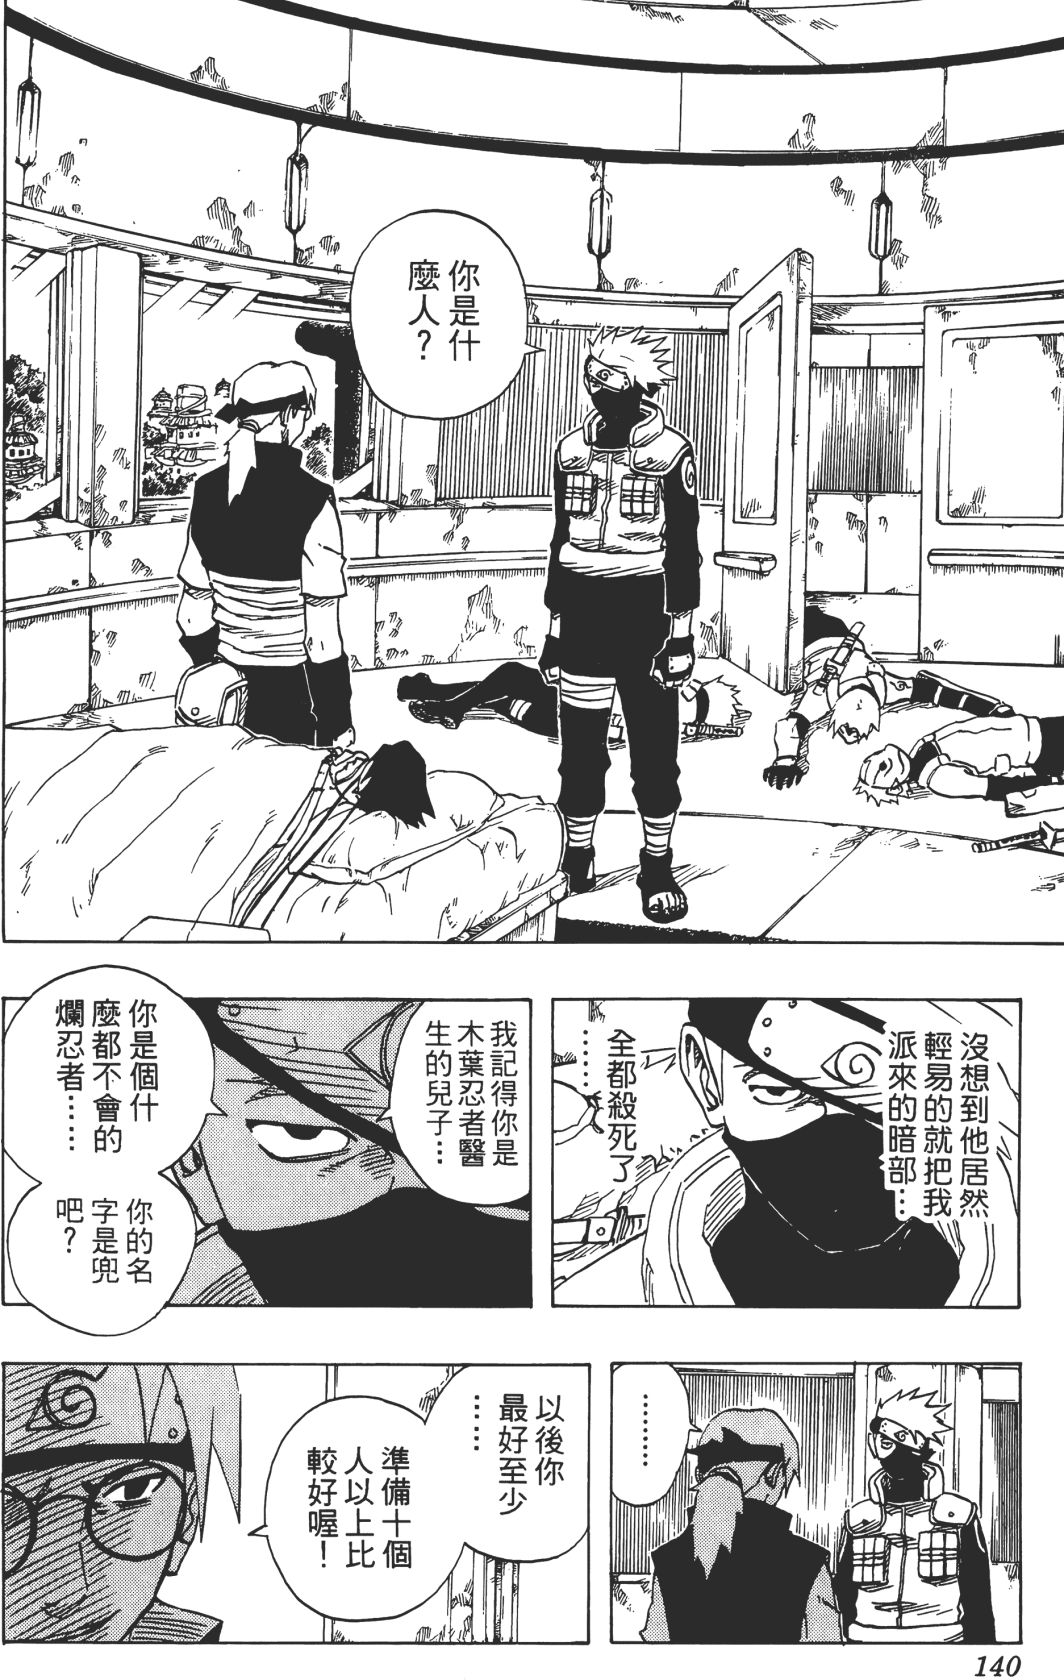 你是什
麼人？
沒想到他居然
輕易的就把我
派來的暗部…
全都殺死了
……
我記得你是
木葉忍者醫
生的兒子…
你是個什
麼都不會的
爛忍者……
你的名
字是兜
吧？
………
以後你
最好至少
……
準備十個
人以上比
較好喔！
140